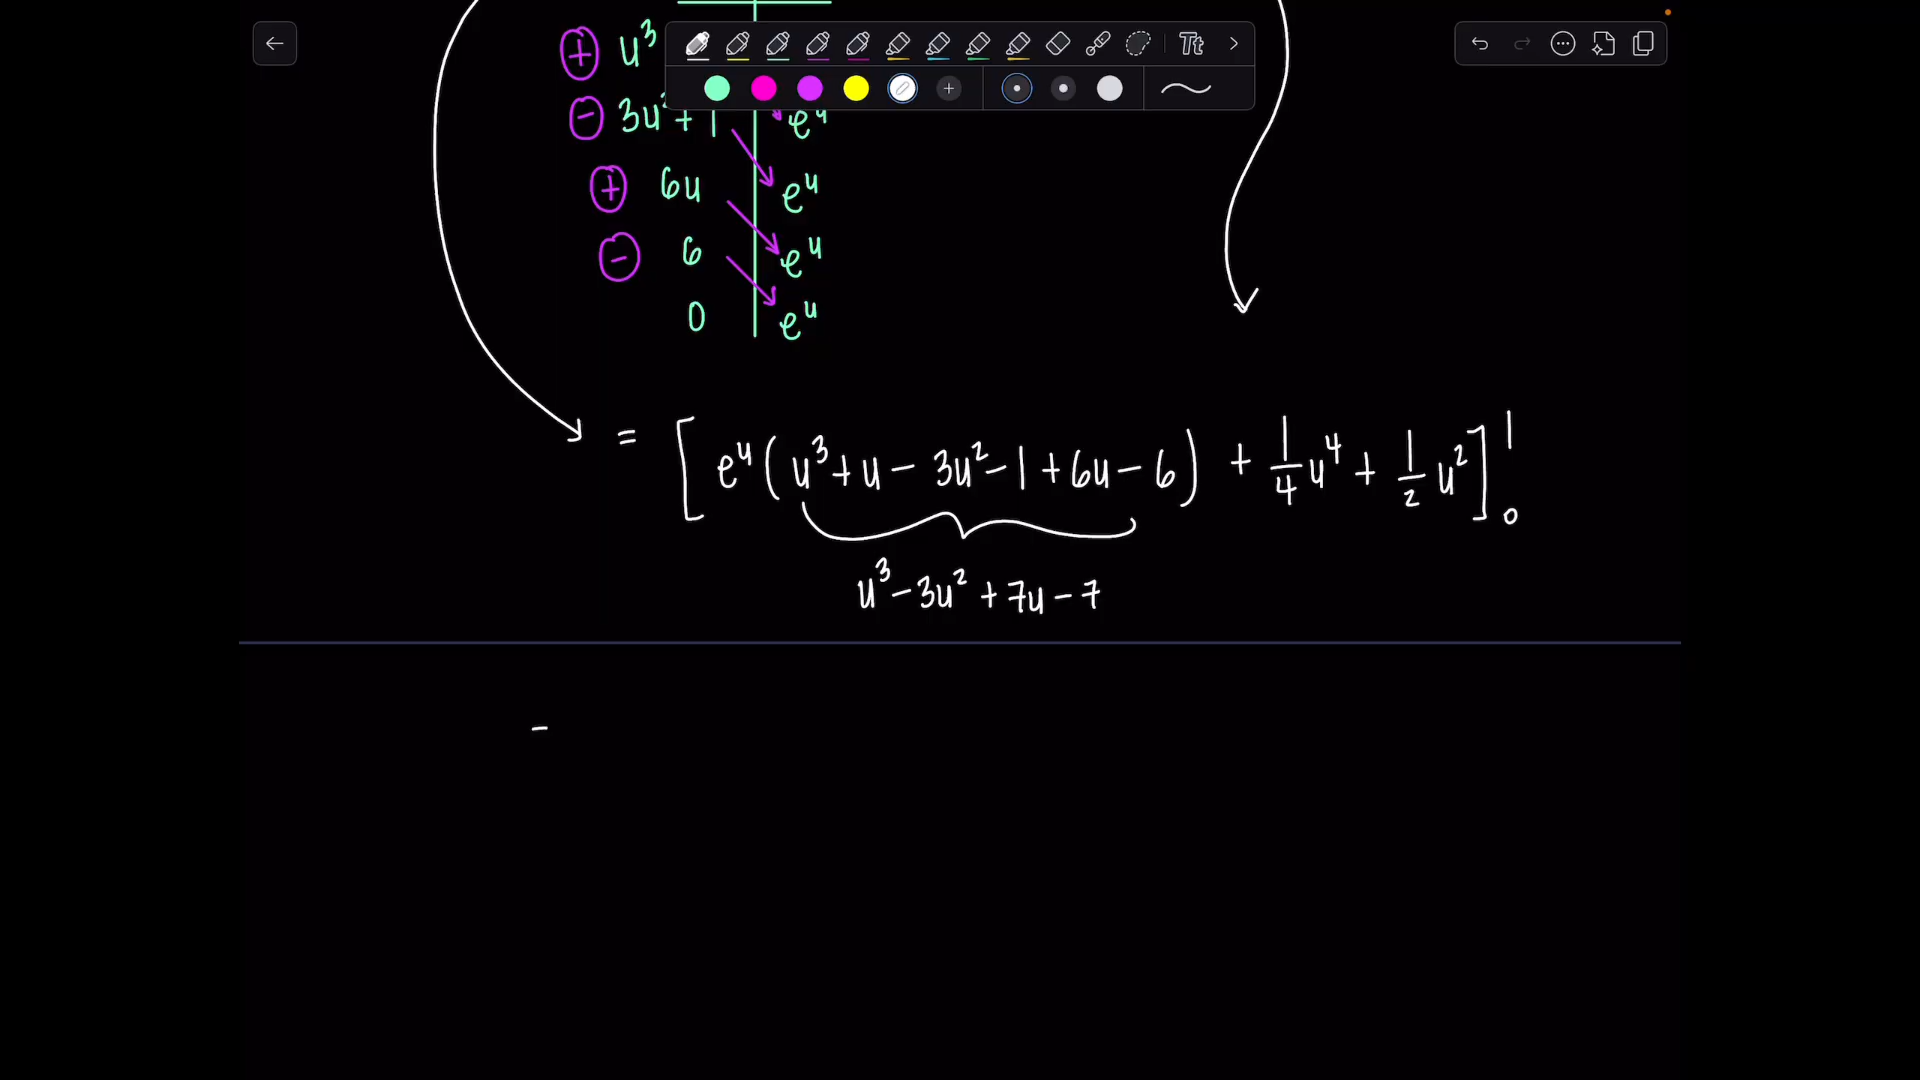 + u³
− 3u² + 1 e^u
+ 6u e^u
− 6 e^u
0 e^u
= [e^u (u³ + u − 3u² − 1 + 6u − 6) + 1/4 u⁴ + 1/2 u²]₀¹
u³ − 3u² + 7u − 7
−
Tt